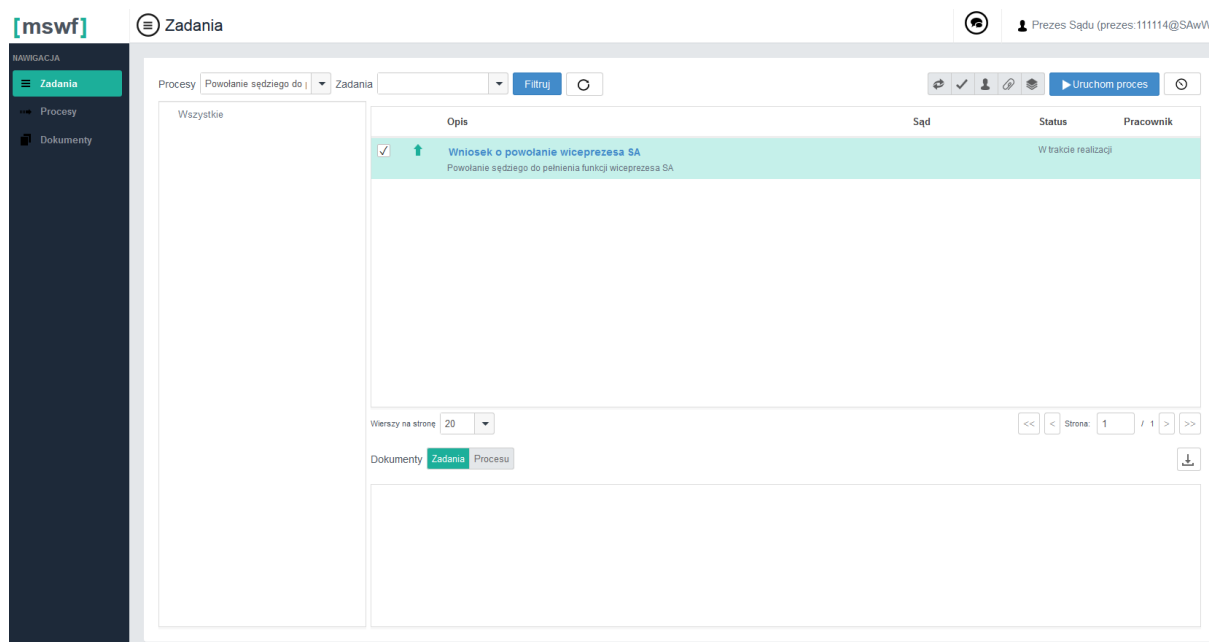 [mswf]
Zadania
Prezes Sądu (prezes:111114@SAwW
NAWIGACJA
Zadania
Procesy
Dokumenty
Procesy Powołanie sędziego do Zadania Filtruj Uruchom proces
Wszystkie
Opis Sąd Status Pracownik
Wniosek o powołanie wiceprezesa SA W trakcie realizacji
Powołanie sędziego do pełnienia funkcji wiceprezesa SA
Wierszy na stronę 20 << < Strona: 1 / 1 > >>
Dokumenty Zadania Procesu